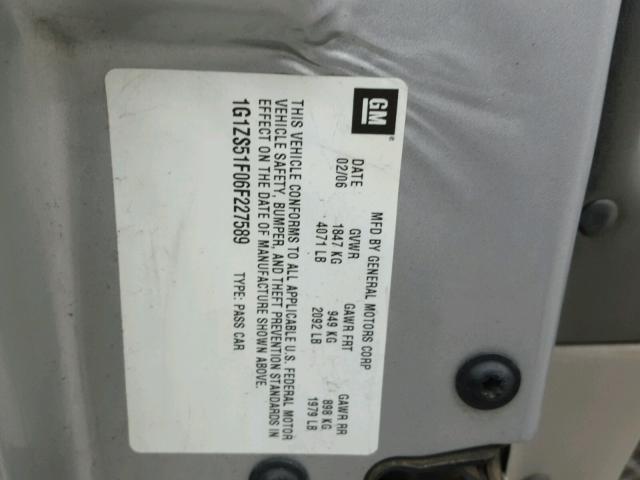 GM
MFD BY GENERAL MOTORS CORP
DATE GVWR GAWR FRT GAWR RR
02/06 1847 KG 949 KG 898 KG
4071 LB 2092 LB 1979 LB
THIS VEHICLE CONFORMS TO ALL APPLICABLE U.S. FEDERAL MOTOR
VEHICLE SAFETY, BUMPER, AND THEFT PREVENTION STANDARDS IN
EFFECT ON THE DATE OF MANUFACTURE SHOWN ABOVE.
1G1ZS51F06F227589 TYPE: PASS CAR